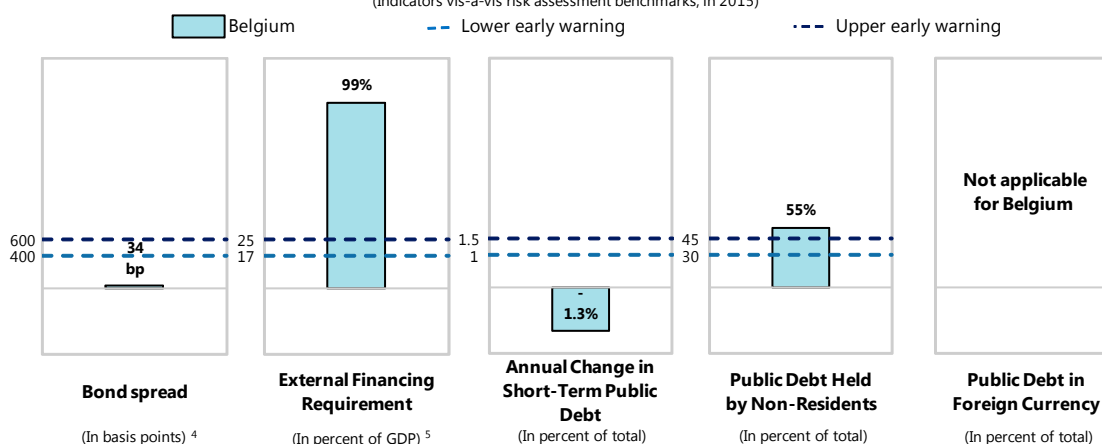 (Indicators vis-à-vis risk assessment benchmarks, in 2015)
Belgium
Lower early warning
Upper early warning
600
400
34
bp
Bond spread
(In basis points) 4
25
17
99%
External Financing
Requirement
(In percent of GDP) 5
1.5
1
-
1.3%
Annual Change in
Short-Term Public
Debt
(In percent of total)
45
30
55%
Public Debt Held
by Non-Residents
(In percent of total)
Not applicable
for Belgium
Public Debt in
Foreign Currency
(In percent of total)